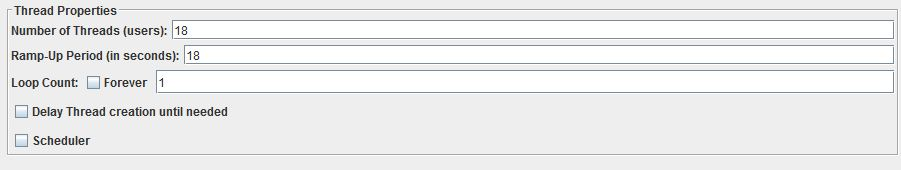 Thread Properties
Number of Threads (users): 18
Ramp-Up Period (in seconds): 18
Loop Count: Forever 1
Delay Thread creation until needed
Scheduler